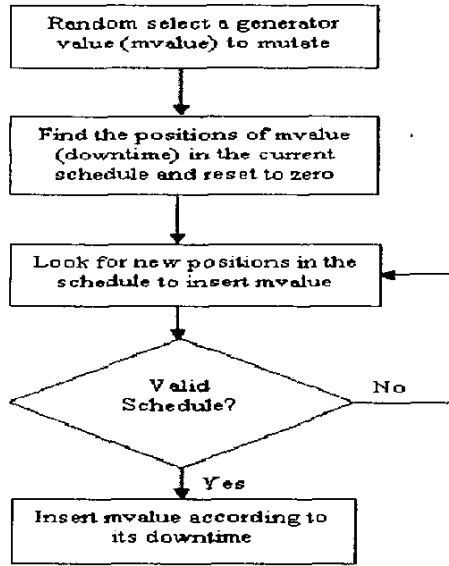 Random select a generator
value (mvalue) to mutate
Find the positions of mvalue
(downtime) in the current
schedule and reset to zero
Look for new positions in the
schedule to insert mvalue
Valid
Schedule?
No
Yes
Insert mvalue according to
its downtime